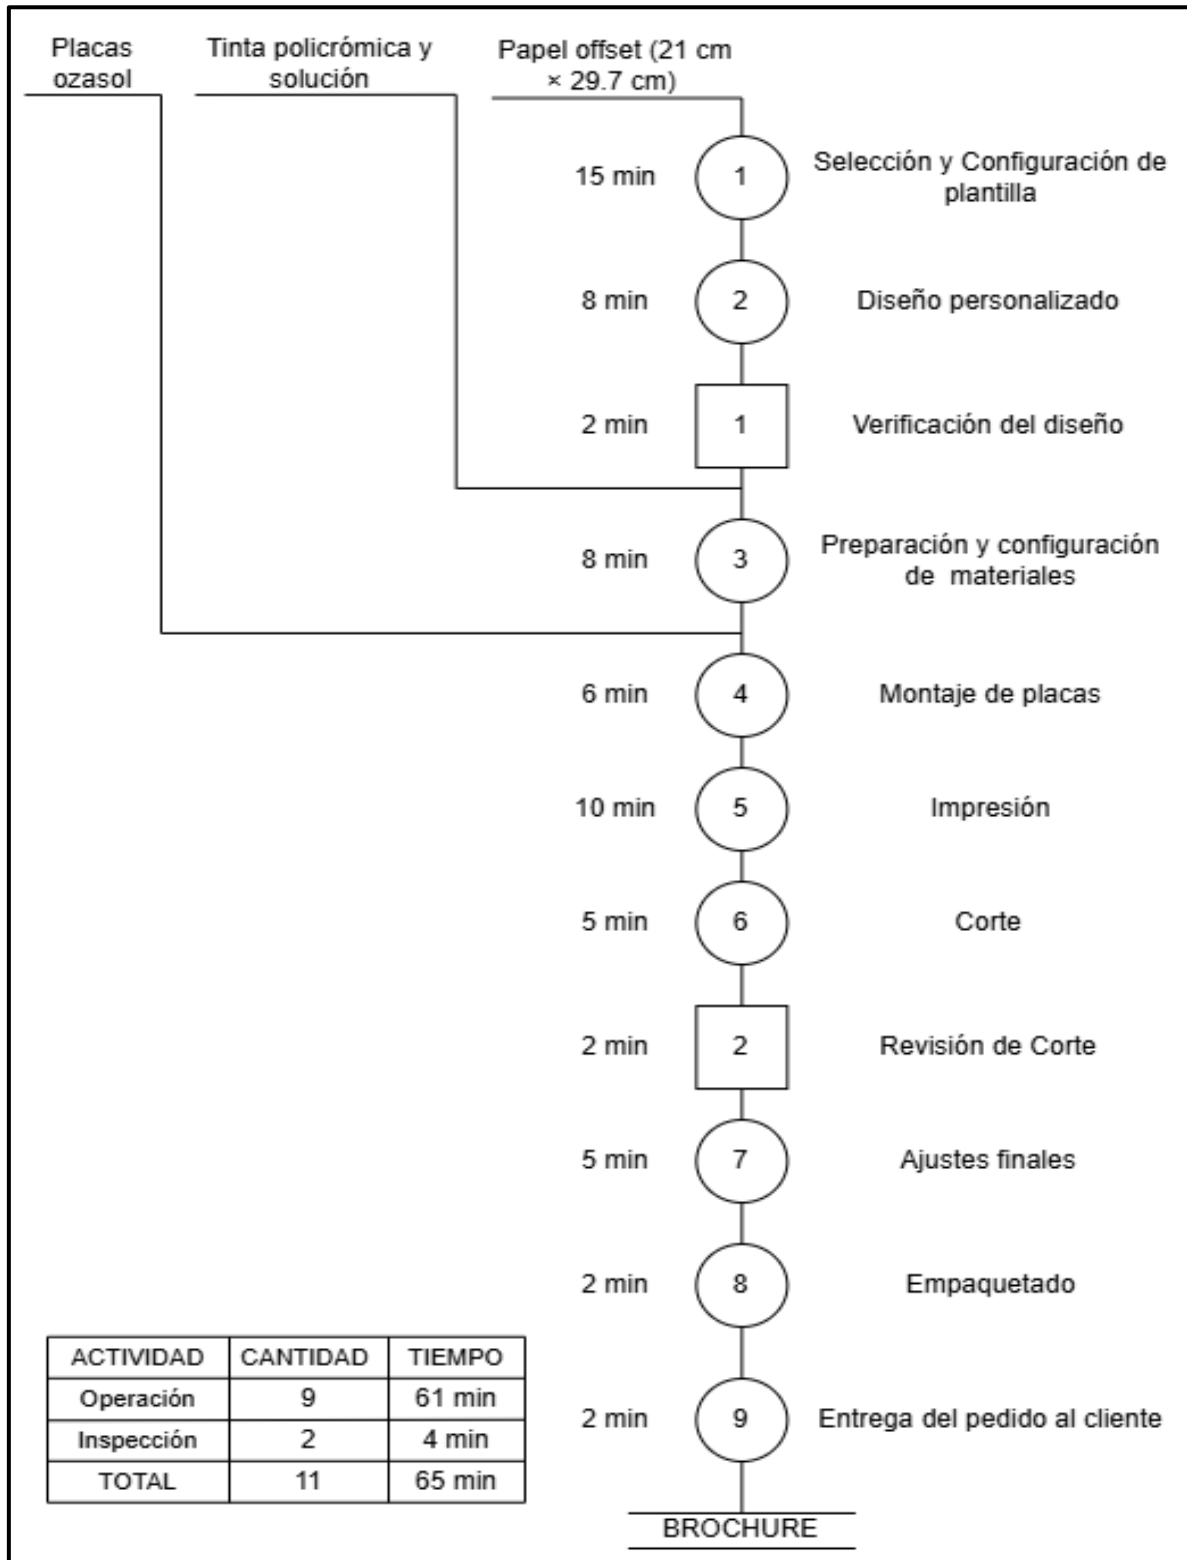 Placas
ozasol
Tinta policrómica y
solución
Papel offset (21 cm
× 29.7 cm)
15 min
1
Selección y Configuración de
plantilla
8 min
2
Diseño personalizado
2 min
1
Verificación del diseño
8 min
3
Preparación y configuración
de materiales
6 min
4
Montaje de placas
10 min
5
Impresión
5 min
6
Corte
2 min
2
Revisión de Corte
5 min
7
Ajustes finales
2 min
8
Empaquetado
2 min
9
Entrega del pedido al cliente
ACTIVIDAD CANTIDAD TIEMPO
Operación 9 61 min
Inspección 2 4 min
TOTAL 11 65 min
BROCHURE